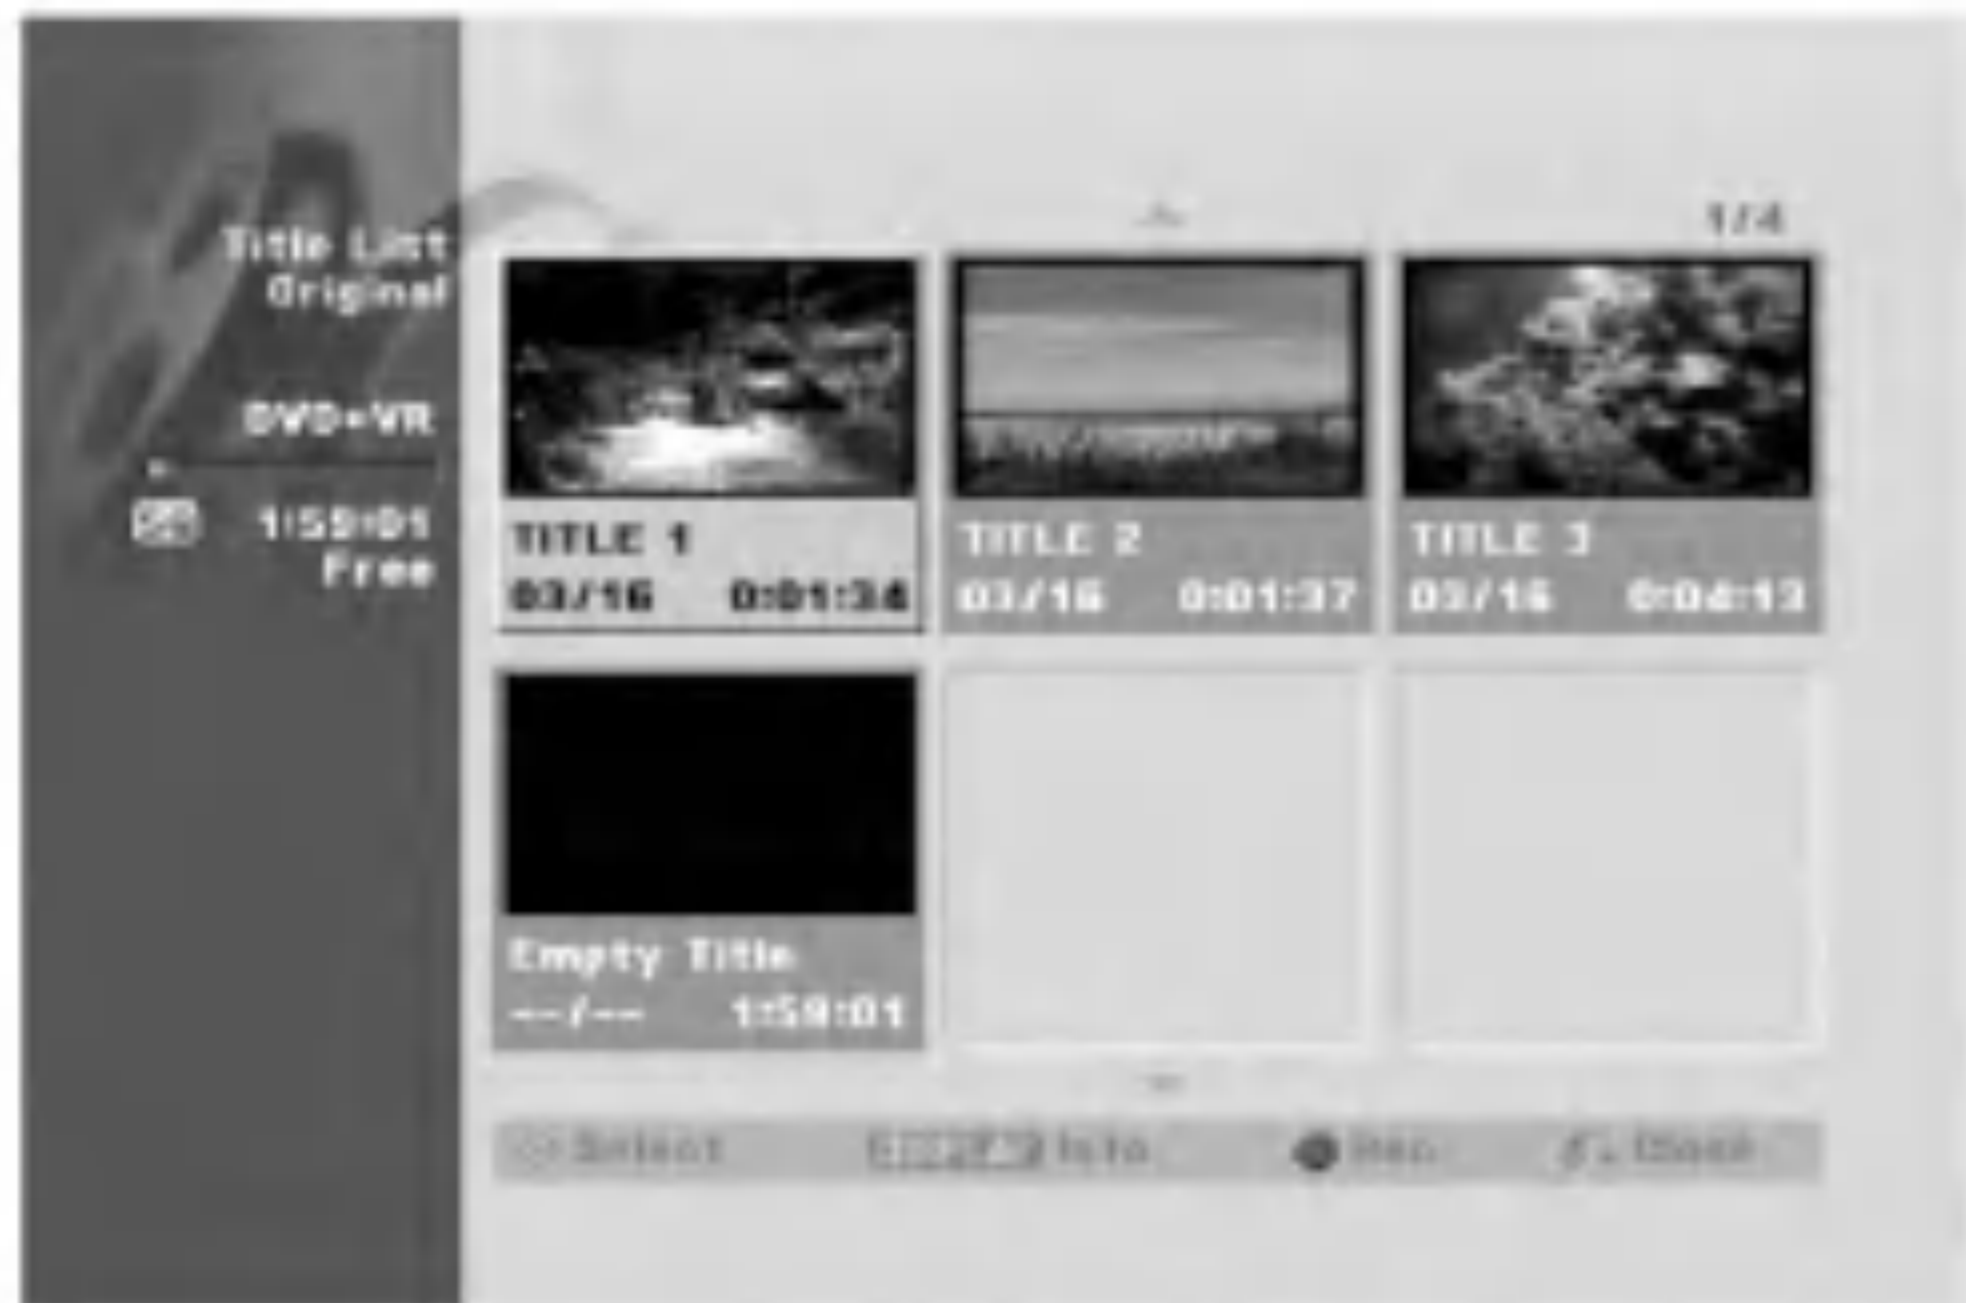 Title List
Original
DVD+VR
1:59:01
Free
1/4
TITLE 1
03/16 0:01:34
TITLE 2
03/16 0:01:37
TITLE 3
03/16 0:04:13
Empty Title
--/-- 1:59:01
Select Info Rec. Close